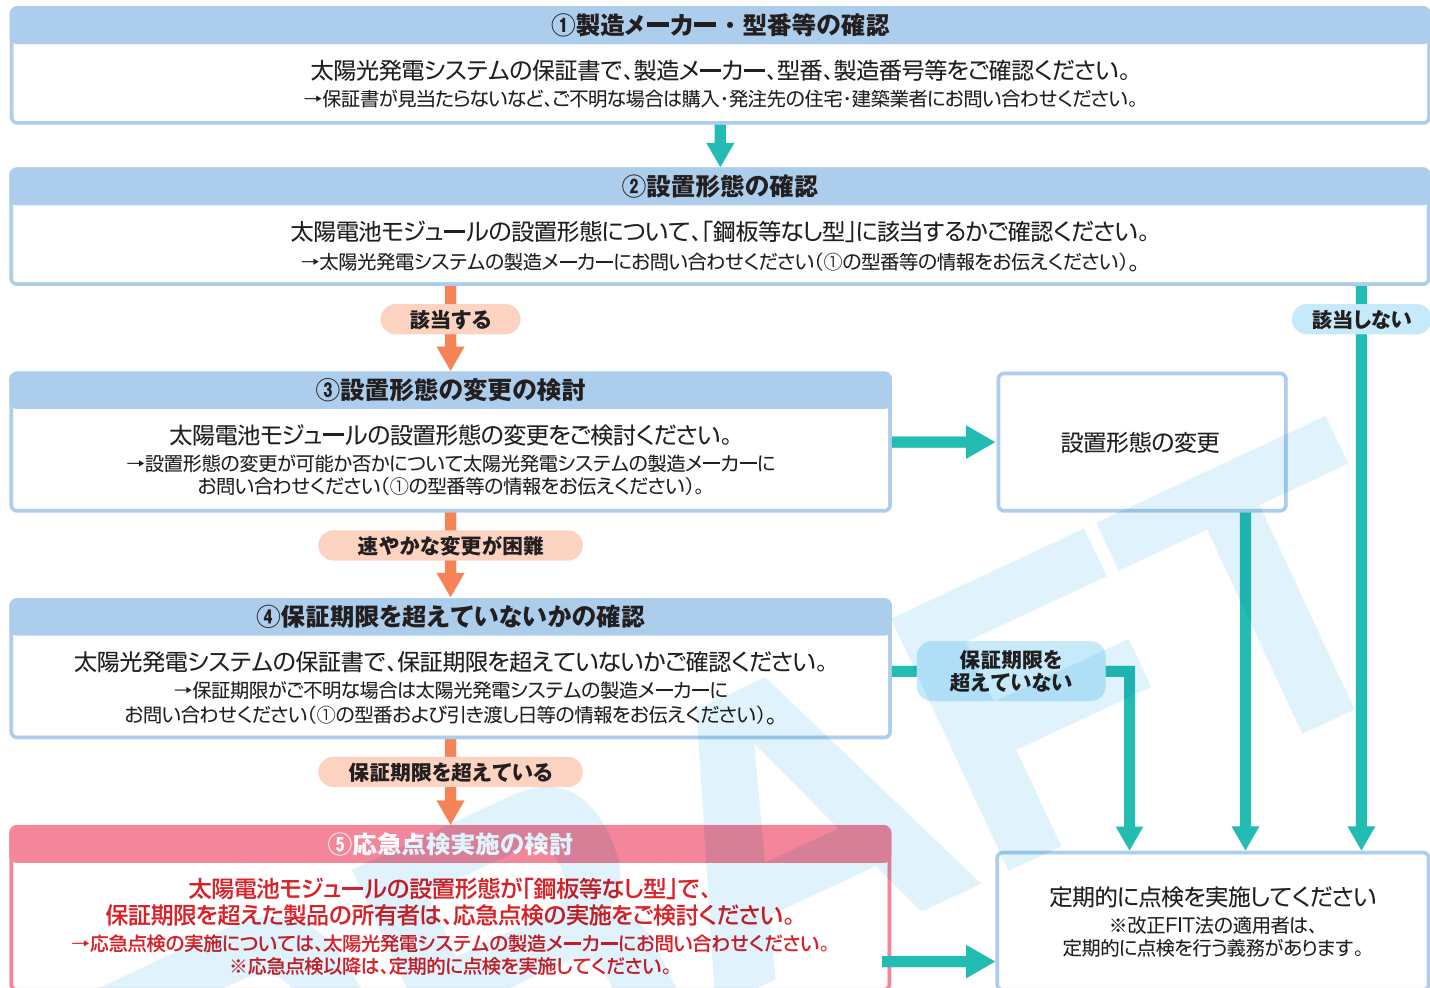 ①製造メーカー・型番等の確認
太陽光発電システムの保証書で、製造メーカー、型番、製造番号等をご確認ください。
→保証書が見当たらないなど、ご不明な場合は購入・発注先の住宅・建築業者にお問い合わせください。
②設置形態の確認
太陽電池モジュールの設置形態について、「鋼板等なし型」に該当するかご確認ください。
→太陽光発電システムの製造メーカーにお問い合わせください（①の型番等の情報をお伝えください）。
該当する
該当しない
③設置形態の変更の検討
太陽電池モジュールの設置形態の変更をご検討ください。
→設置形態の変更が可能か否かについて太陽光発電システムの製造メーカーに
お問い合わせください（①の型番等の情報をお伝えください）。
設置形態の変更
速やかな変更が困難
④保証期限を超えていないかの確認
太陽光発電システムの保証書で、保証期限を超えていないかご確認ください。
→保証期限がご不明な場合は太陽光発電システムの製造メーカーに
お問い合わせください（①の型番および引き渡し日等の情報をお伝えください）。
保証期限を
超えていない
保証期限を超えている
⑤応急点検実施の検討
太陽電池モジュールの設置形態が「鋼板等なし型」で、
保証期限を超えた製品の所有者は、応急点検の実施をご検討ください。
→応急点検の実施については、太陽光発電システムの製造メーカーにお問い合わせください。
※応急点検以降は、定期的に点検を実施してください。
定期的に点検を実施してください
※改正FIT法の適用者は、
定期的に点検を行う義務があります。
DRAFT